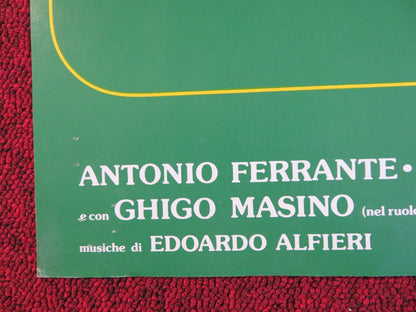 ANTONIO FERRANTE •
e con GHIGO MASINO (nel ruolo
musiche di EDOARDO ALFIERI